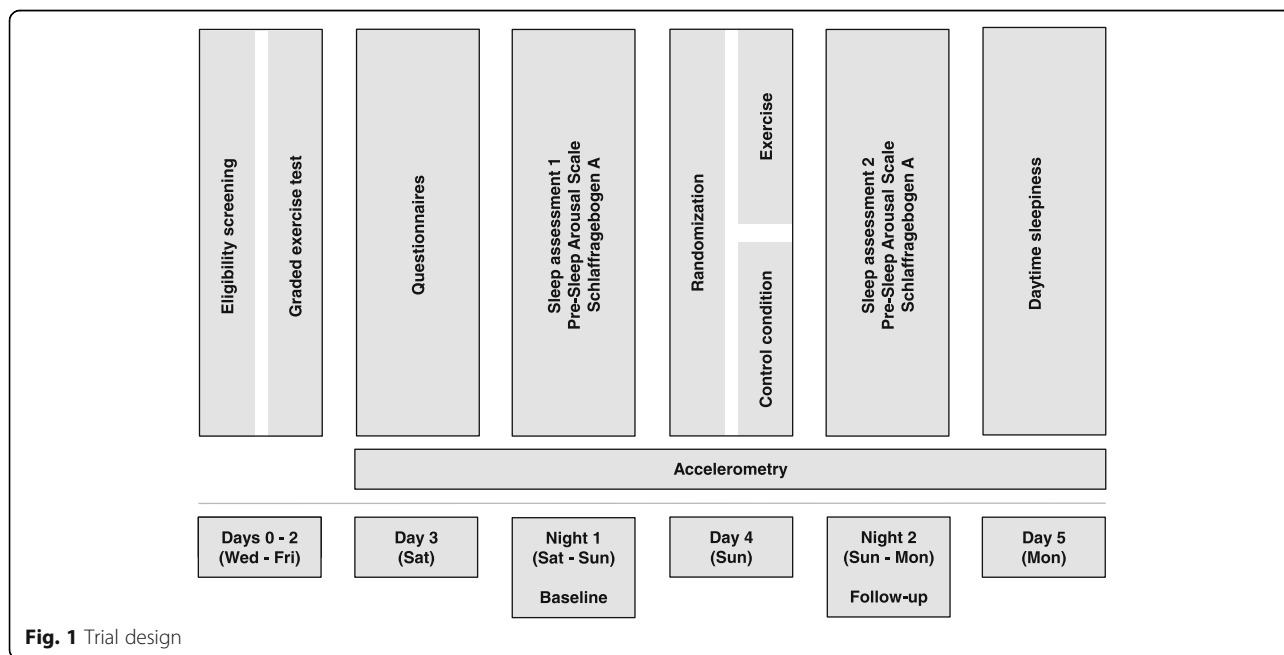 Eligibility screening
Graded exercise test
Questionnaires
Sleep assessment 1
Pre-Sleep Arousal Scale
Schlaffragebogen A
Randomization
Exercise
Control condition
Sleep assessment 2
Pre-Sleep Arousal Scale
Schlaffragebogen A
Daytime sleepiness
Accelerometry
Days 0 - 2
(Wed - Fri)
Day 3
(Sat)
Night 1
(Sat - Sun)
Baseline
Day 4
(Sun)
Night 2
(Sun - Mon)
Follow-up
Day 5
(Mon)
Fig. 1 Trial design